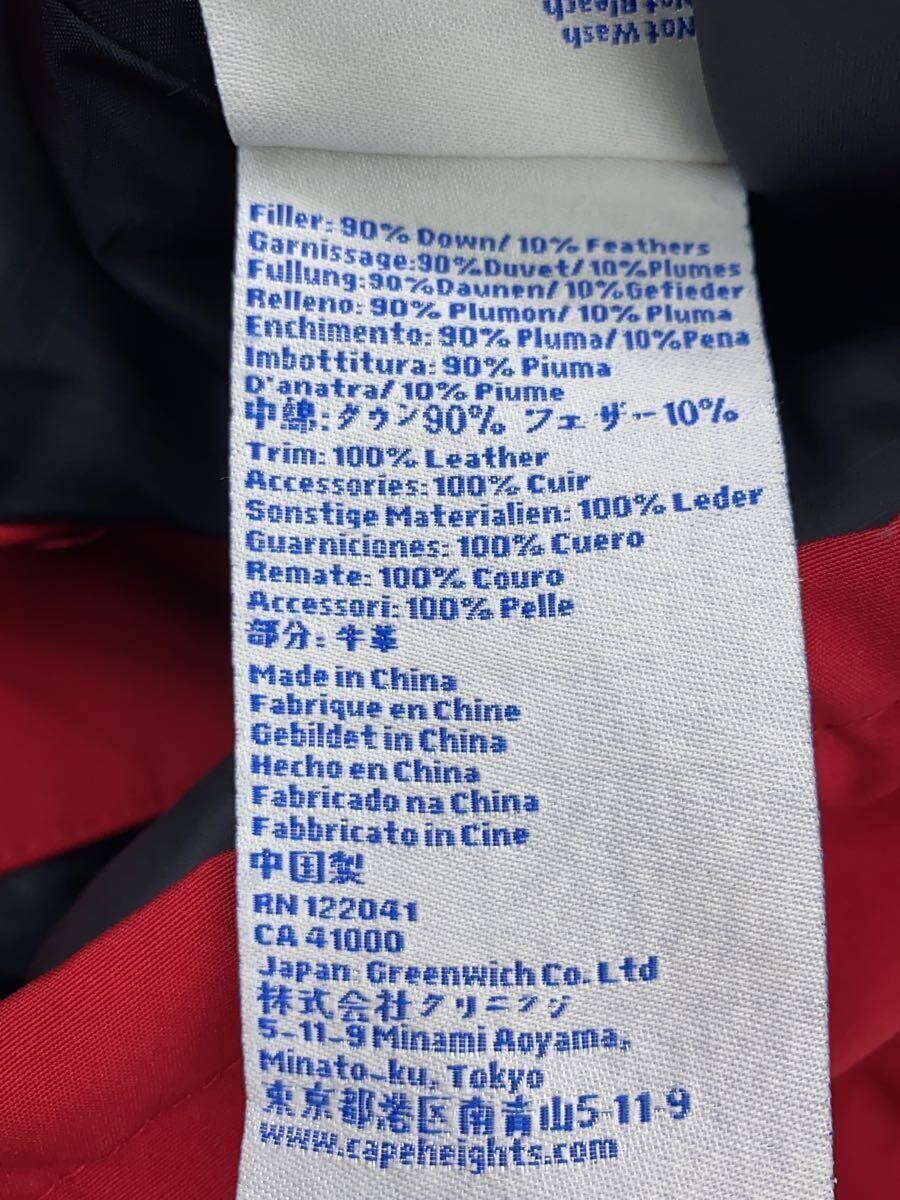 Not Bleach
Not Wash
Filler: 90% Down/ 10% Feathers
Garnissage:90%Duvet/10%Plumes
Fullung:90%Daunen/10%Gefieder
Relleno: 90% Plumon/ 10% Pluma
Enchimento: 90% Pluma/ 10%Pena
Imbottitura: 90% Piuma
D'anatra/ 10% Piume
中綿:ダウン90% フェザー10%
Trim: 100% Leather
Accessories:100% Cuir
Sonstige Materialien: 100% Leder
Guarniciones: 100% Cuero
Remate: 100% Couro
Accessori: 100% Pelle
部分: 牛革
Made in China
Fabrique en Chine
Gebildet in China
Hecho en China
Fabricado na China
Fabbricato in Cine
中国製
RN 122041
CA 41000
Japan: Greenwich Co. Ltd
株式会社グリニッジ
5-11-9 Minami Aoyama,
Minato-ku, Tokyo
東京都港区南青山5-11-9
www.capeheights.com